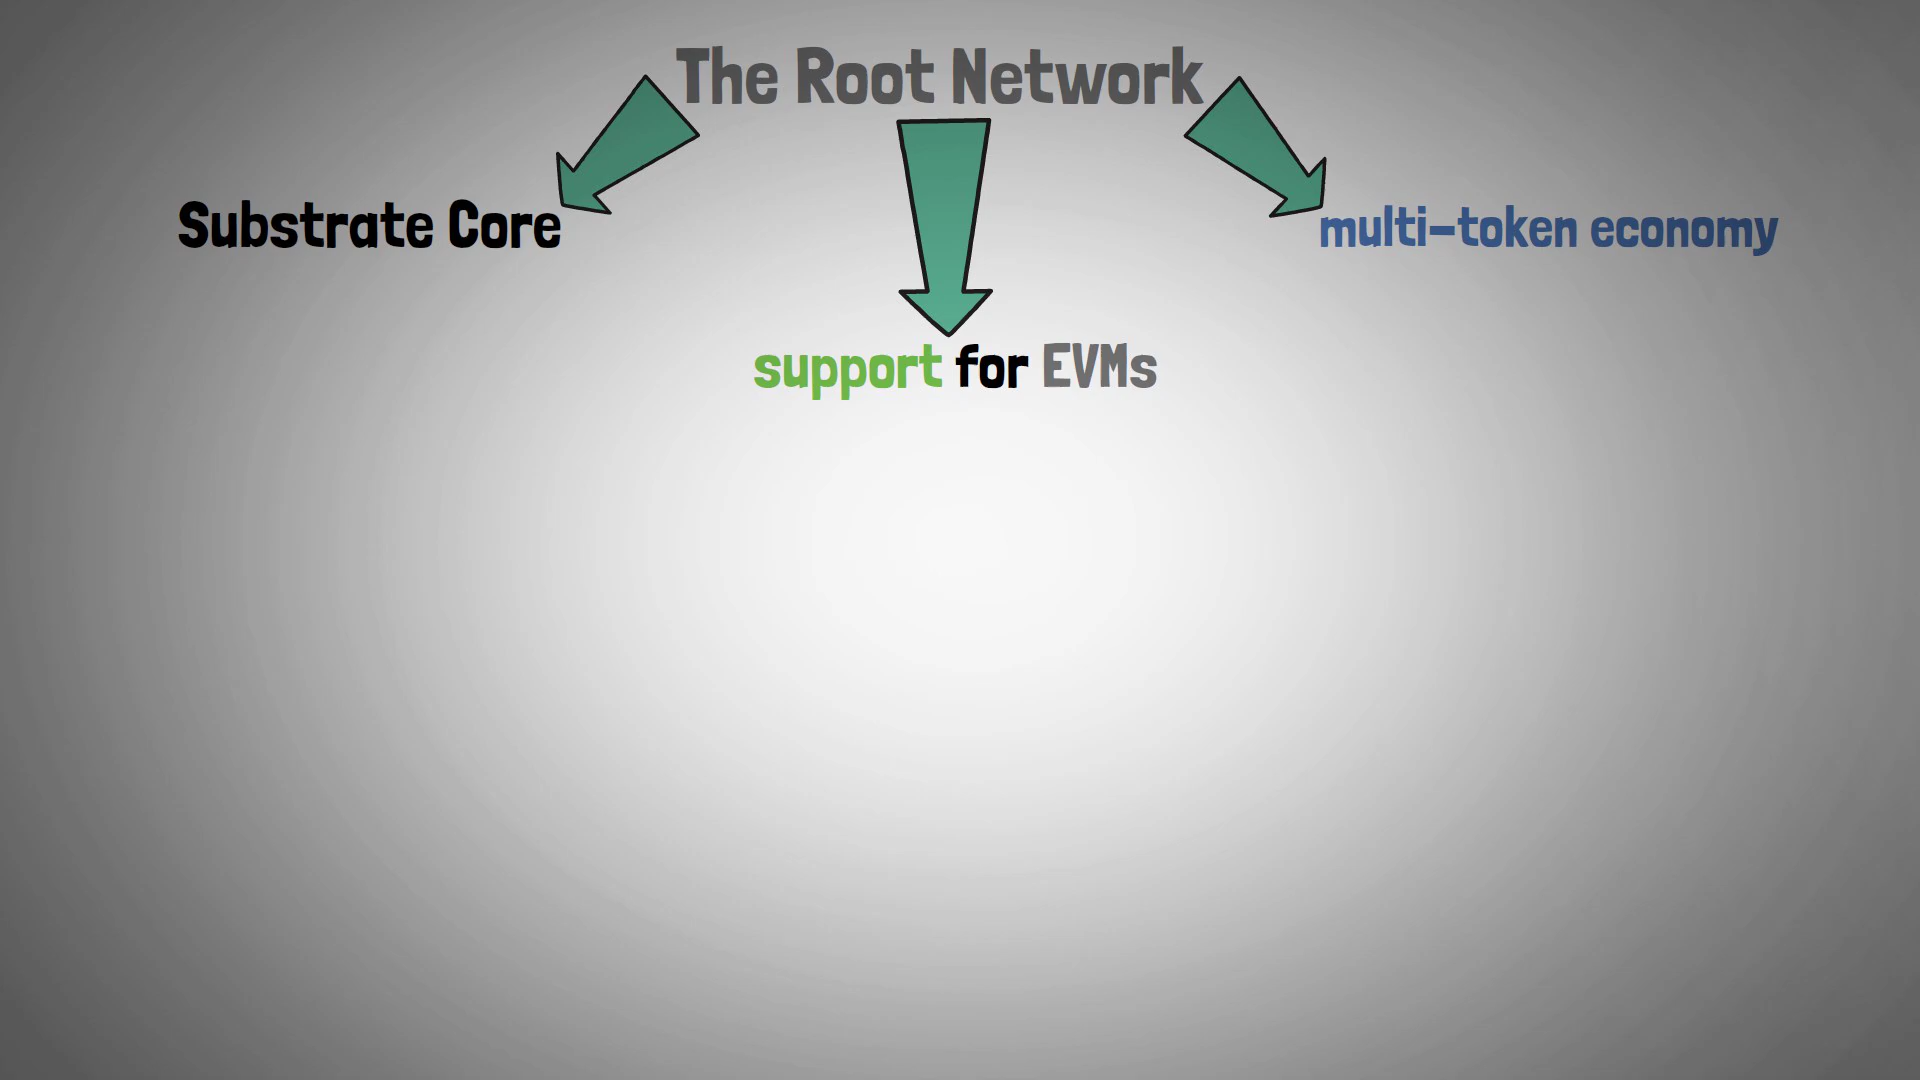 The Root Network
Substrate Core
multi-token economy
support for EVMs